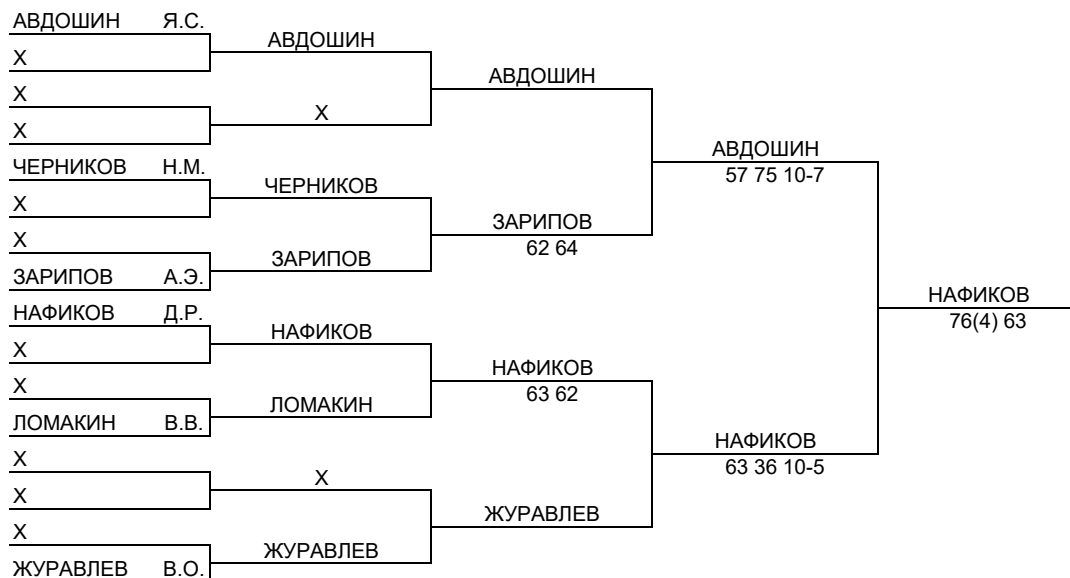 АВДОШИН Я.С.
X
X
X
ЧЕРНИКОВ Н.М.
X
X
ЗАРИПОВ А.Э.
НАФИКОВ Д.Р.
X
X
ЛОМАКИН В.В.
X
X
X
ЖУРАВЛЕВ В.О.
АВДОШИН
X
ЧЕРНИКОВ
ЗАРИПОВ
НАФИКОВ
ЛОМАКИН
X
ЖУРАВЛЕВ
АВДОШИН
ЗАРИПОВ
62 64
НАФИКОВ
63 62
ЖУРАВЛЕВ
АВДОШИН
57 75 10-7
НАФИКОВ
63 36 10-5
НАФИКОВ
76(4) 63